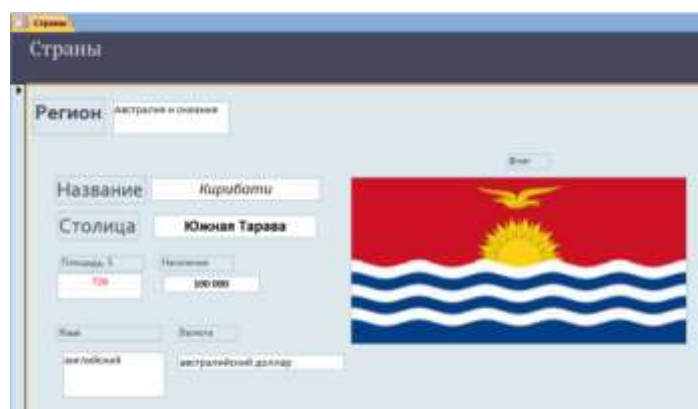 Страны
Страны
Регион
Австралия и океания
Флаг
Название
Кирибати
Столица
Южная Тарава
Площадь, S
Население
726
100 000
Язык
Валюта
английский
австралийский доллар